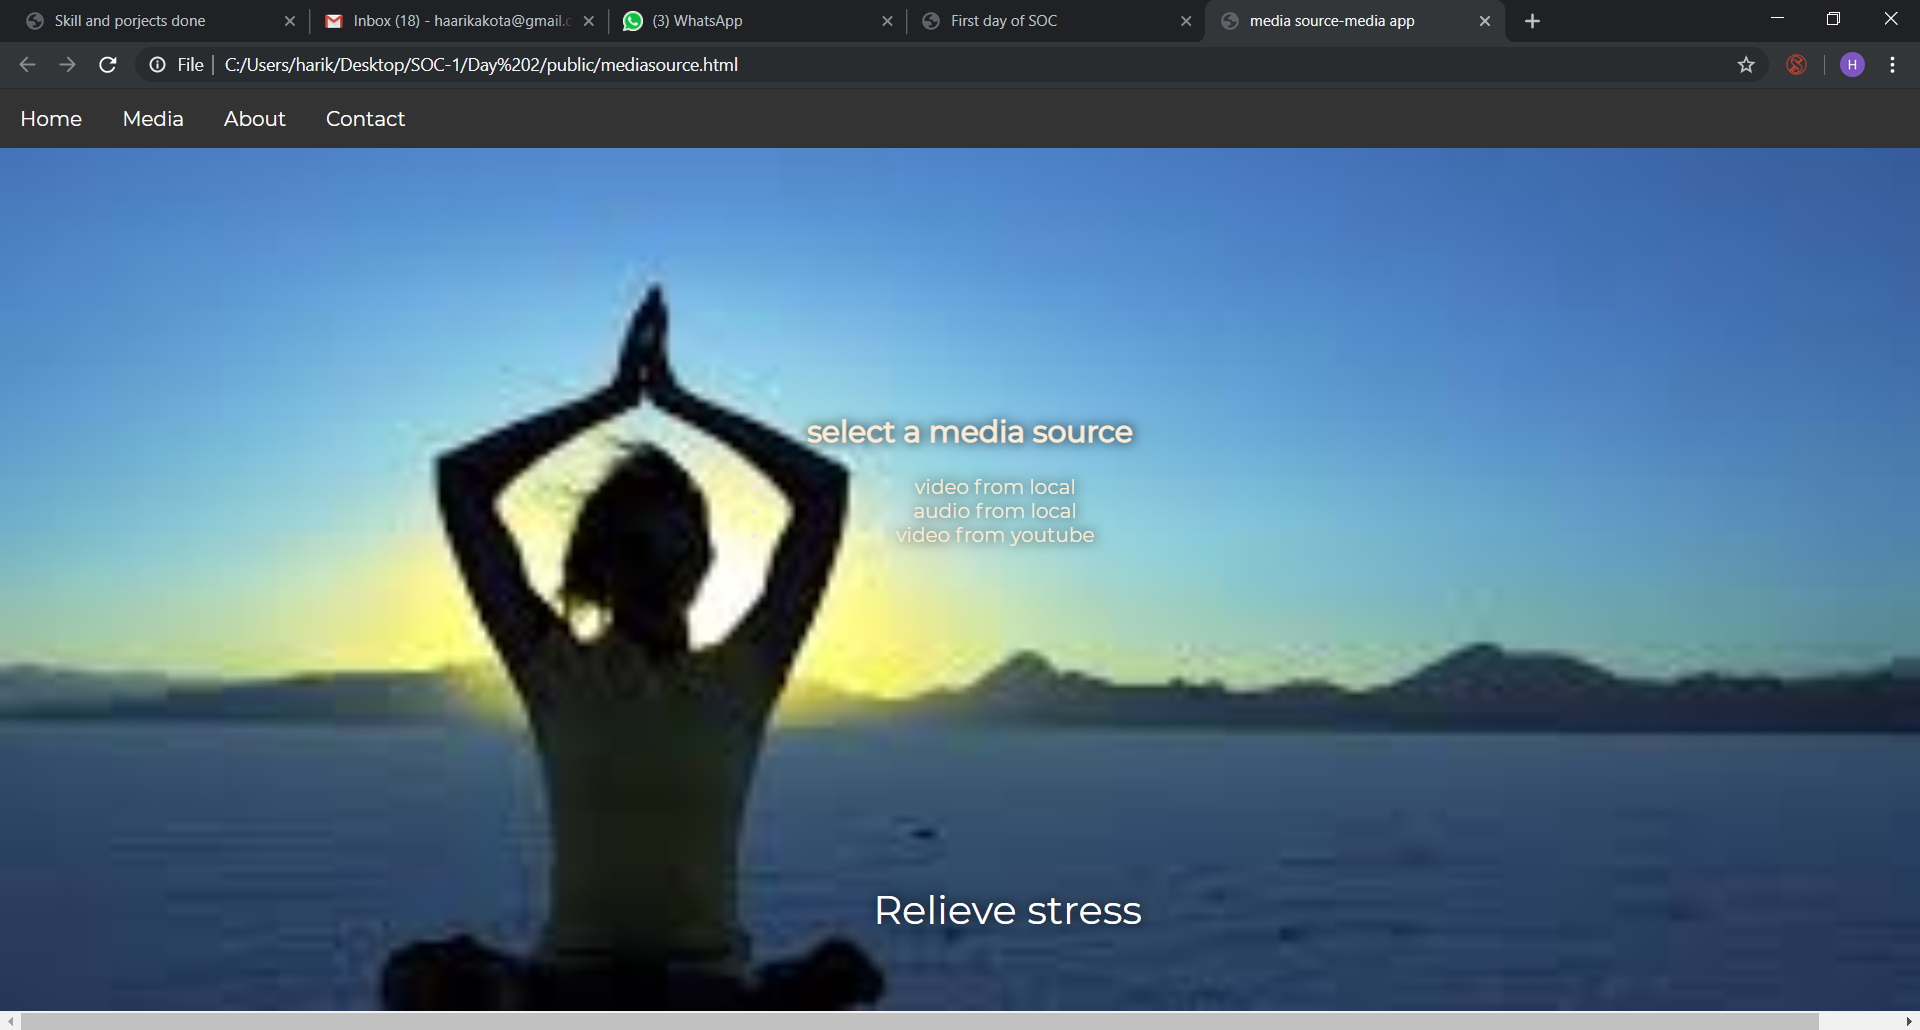 Skill and porjects done
Inbox (18) - haarikakota@gmail.c
(3) WhatsApp
First day of SOC
media source-media app
File
C:/Users/harik/Desktop/SOC-1/Day%202/public/mediasource.html
H
Home Media About Contact
select a media source
video from local
audio from local
video from youtube
Relieve stress